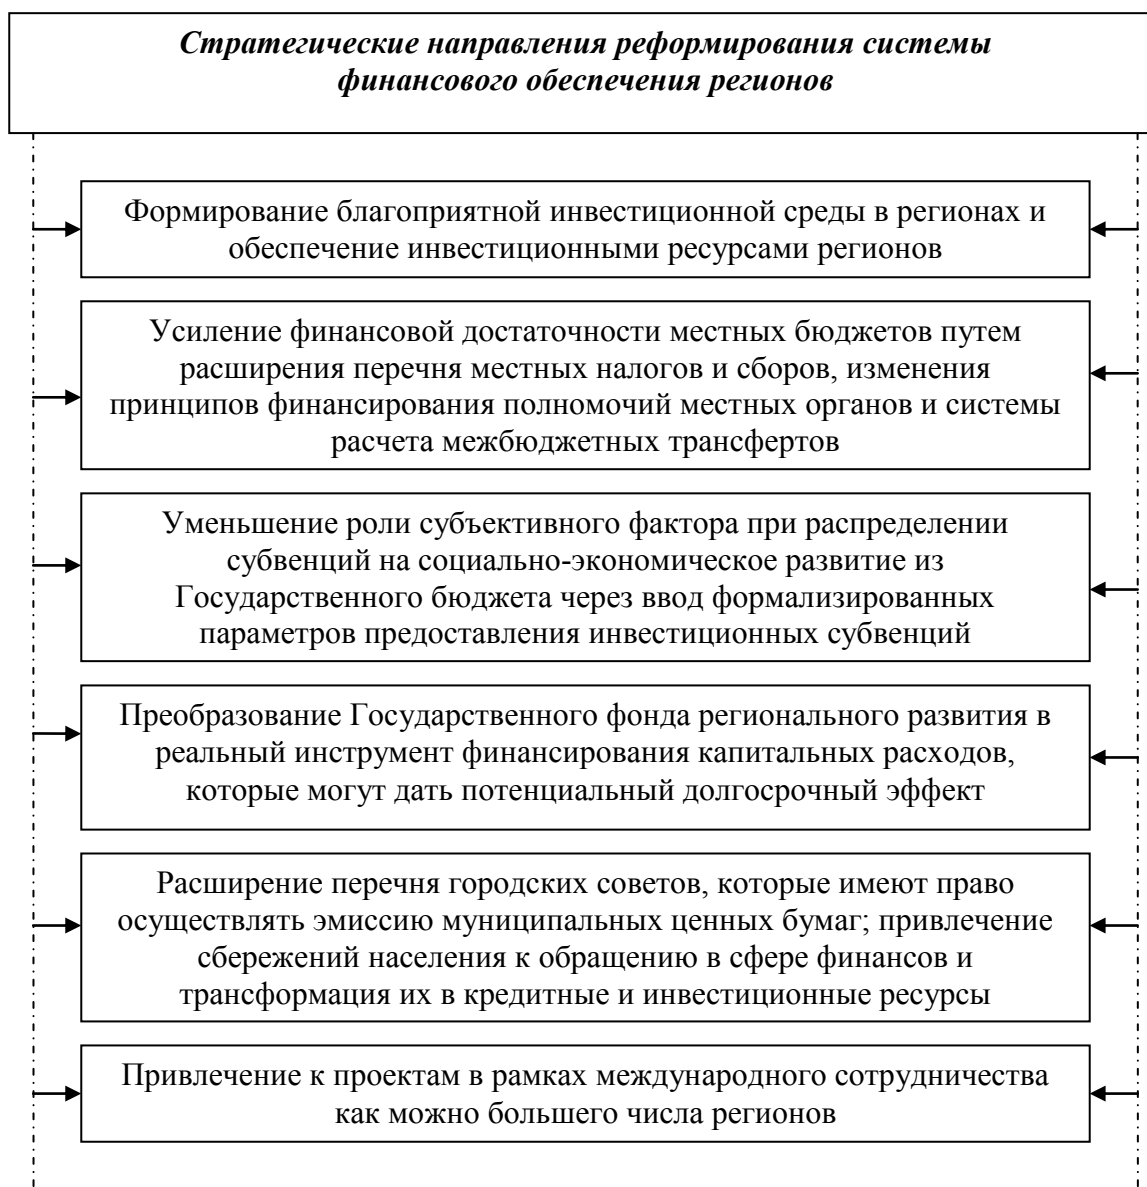 Стратегические направления реформирования системы
финансового обеспечения регионов
Формирование благоприятной инвестиционной среды в регионах и
обеспечение инвестиционными ресурсами регионов
Усиление финансовой достаточности местных бюджетов путем
расширения перечня местных налогов и сборов, изменения
принципов финансирования полномочий местных органов и системы
расчета межбюджетных трансфертов
Уменьшение роли субъективного фактора при распределении
субвенций на социально-экономическое развитие из
Государственного бюджета через ввод формализированных
параметров предоставления инвестиционных субвенций
Преобразование Государственного фонда регионального развития в
реальный инструмент финансирования капитальных расходов,
которые могут дать потенциальный долгосрочный эффект
Расширение перечня городских советов, которые имеют право
осуществлять эмиссию муниципальных ценных бумаг; привлечение
сбережений населения к обращению в сфере финансов и
трансформация их в кредитные и инвестиционные ресурсы
Привлечение к проектам в рамках международного сотрудничества
как можно большего числа регионов